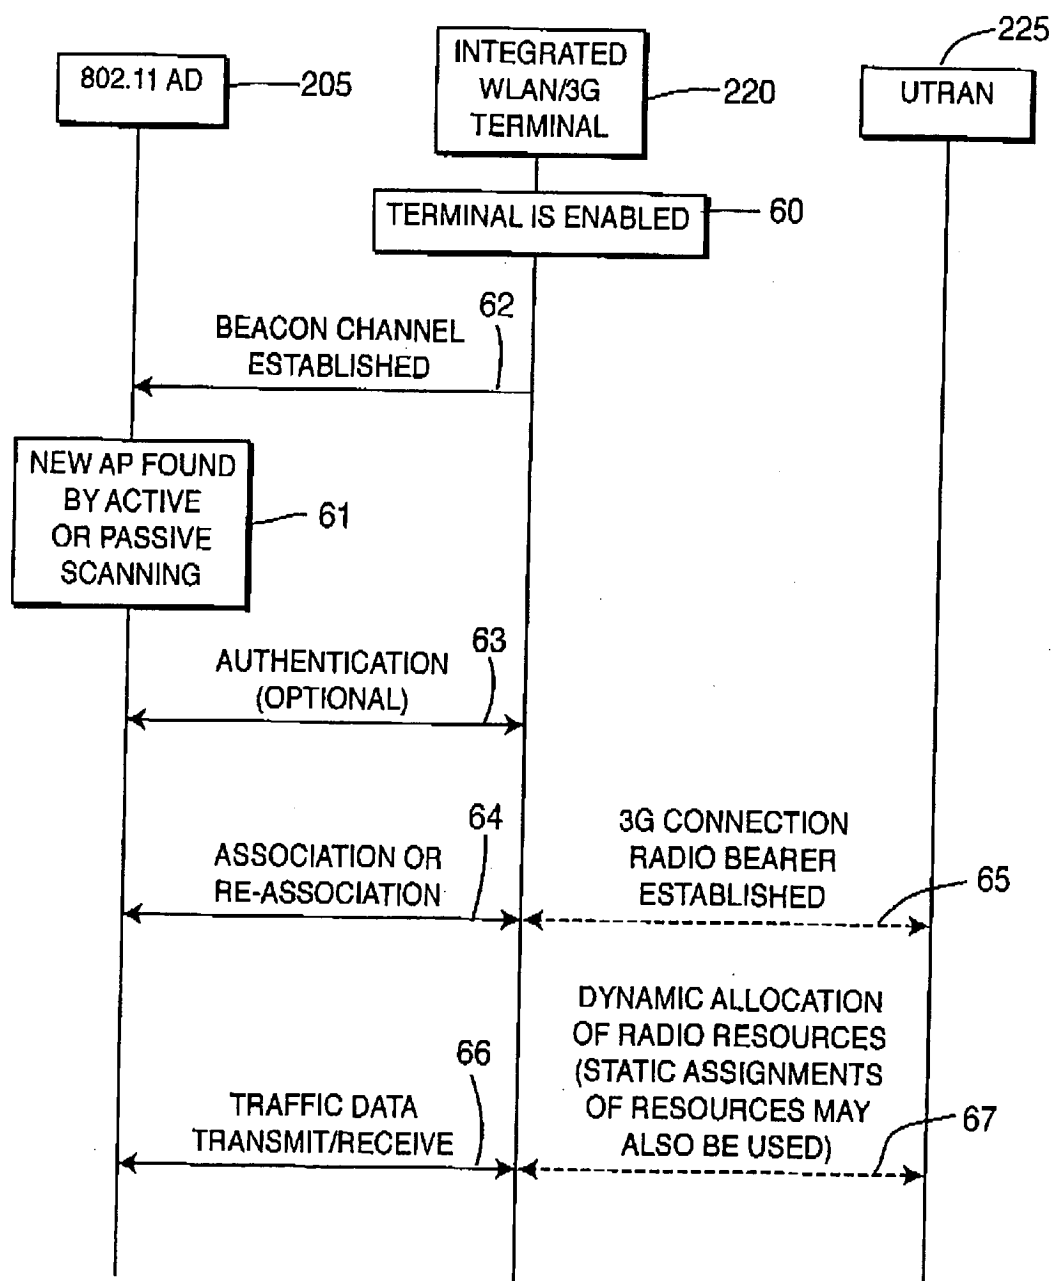 225
802.11 AD
205
INTEGRATED
WLAN/3G
TERMINAL
220
UTRAN
TERMINAL IS ENABLED
60
62
BEACON CHANNEL
ESTABLISHED
NEW AP FOUND
BY ACTIVE
OR PASSIVE
SCANNING
61
63
AUTHENTICATION
(OPTIONAL)
64
ASSOCIATION OR
RE-ASSOCIATION
3G CONNECTION
RADIO BEARER
ESTABLISHED
65
66
TRAFFIC DATA
TRANSMIT/RECEIVE
DYNAMIC ALLOCATION
OF RADIO RESOURCES
(STATIC ASSIGNMENTS
OF RESOURCES MAY
ALSO BE USED)
67